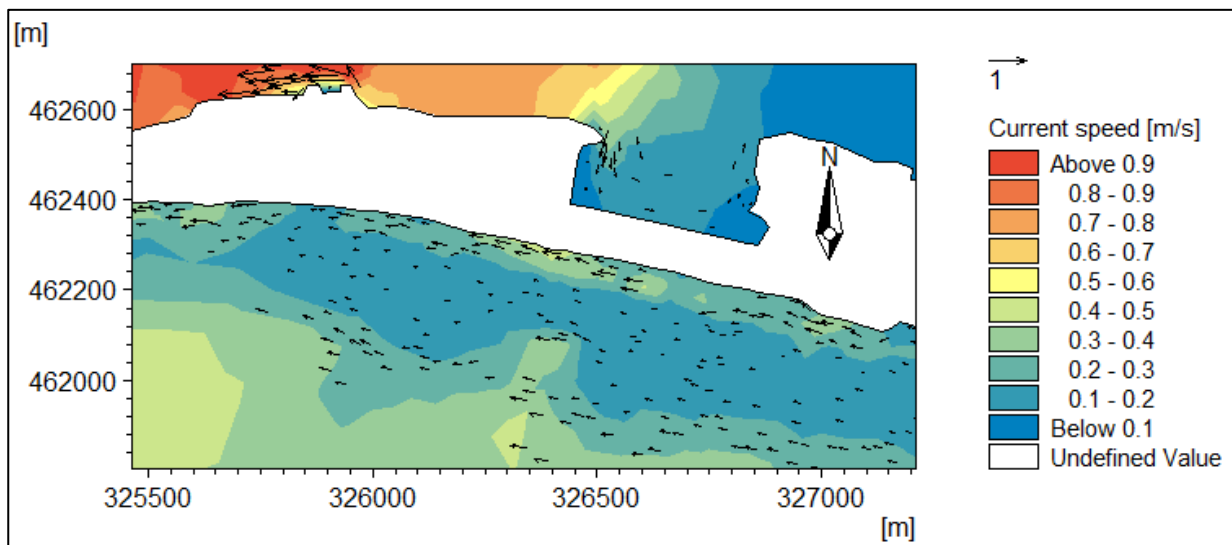 [m]
462600
462400
462200
462000
325500 326000 326500 327000
[m]
N
1
Current speed [m/s]
Above 0.9
0.8 - 0.9
0.7 - 0.8
0.6 - 0.7
0.5 - 0.6
0.4 - 0.5
0.3 - 0.4
0.2 - 0.3
0.1 - 0.2
Below 0.1
Undefined Value